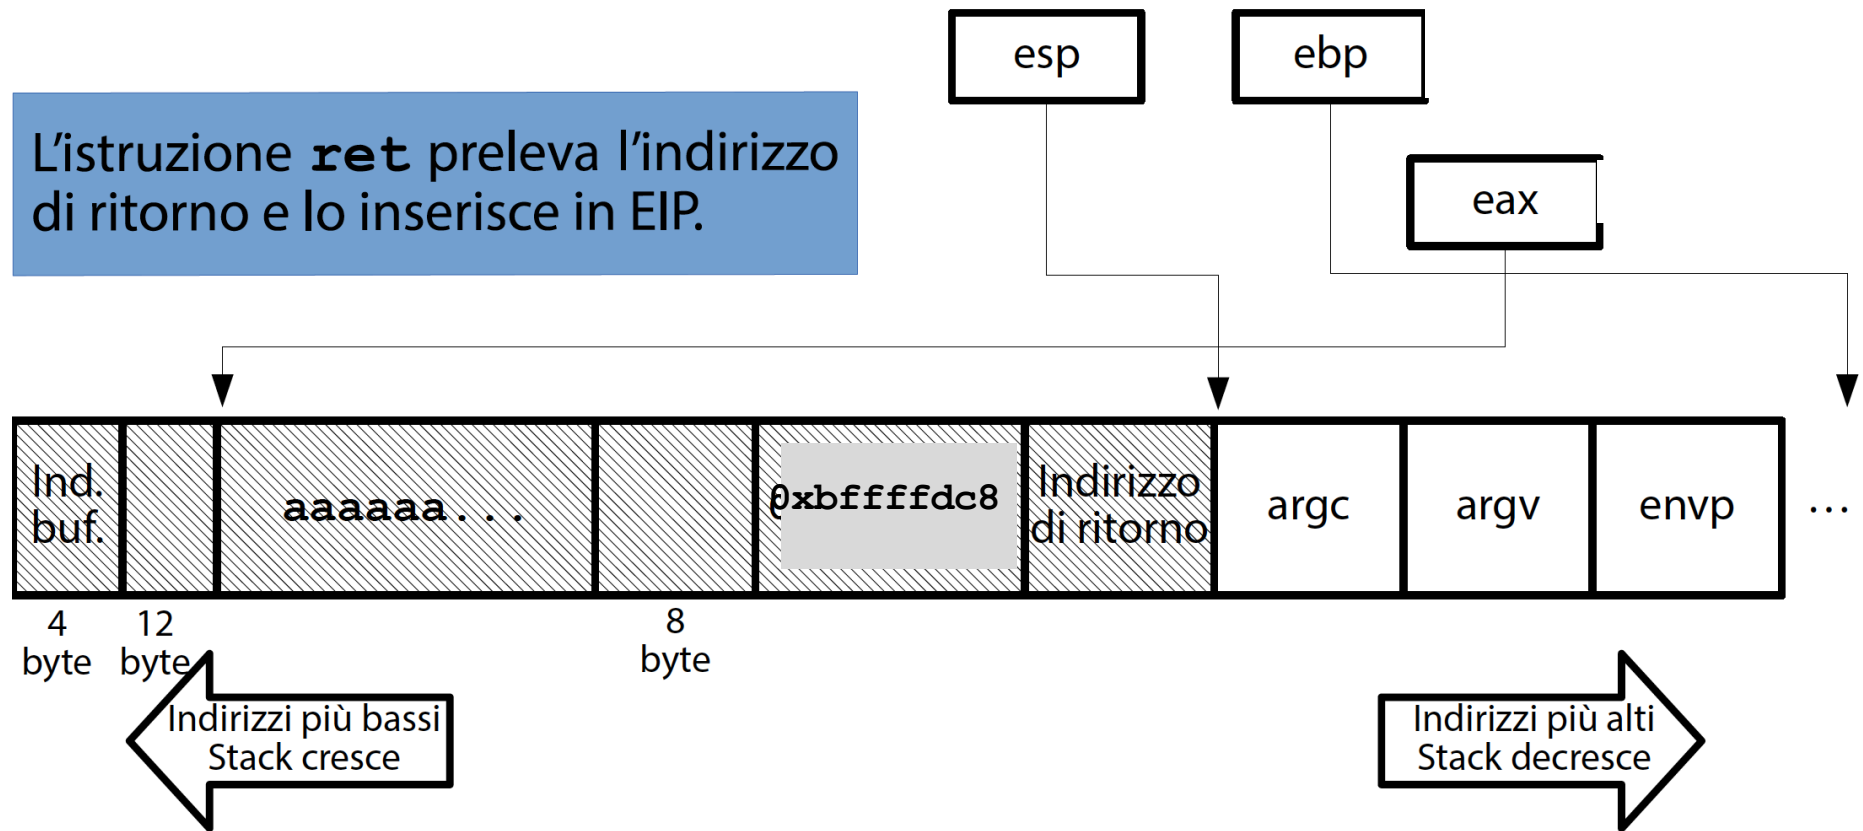 esp
ebp
L’istruzione ret preleva l’indirizzo
di ritorno e lo inserisce in EIP.
eax
Ind.
buf.
aaaaaa...
0xbffffdc8
Indirizzo
di ritorno
argc
argv
envp
...
4
byte
12
byte
8
byte
Indirizzi più bassi
Stack cresce
Indirizzi più alti
Stack decresce